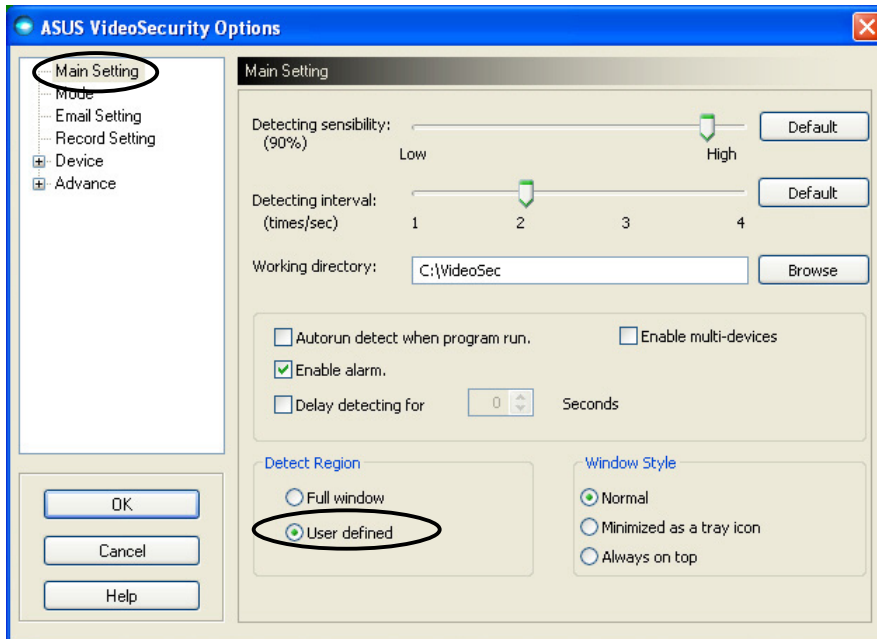 ASUS VideoSecurity Options
Main Setting
Mode
Email Setting
Record Setting
Device
Advance
OK
Cancel
Help
Main Setting
Detecting sensibility:
(90%)
Low High
Default
Detecting interval:
(times/sec)
1 2 3 4
Default
Working directory: C:\VideoSec Browse
Autorun detect when program run. Enable multi-devices
Enable alarm.
Delay detecting for 0 Seconds
Detect Region
Full window
User defined
Window Style
Normal
Minimized as a tray icon
Always on top